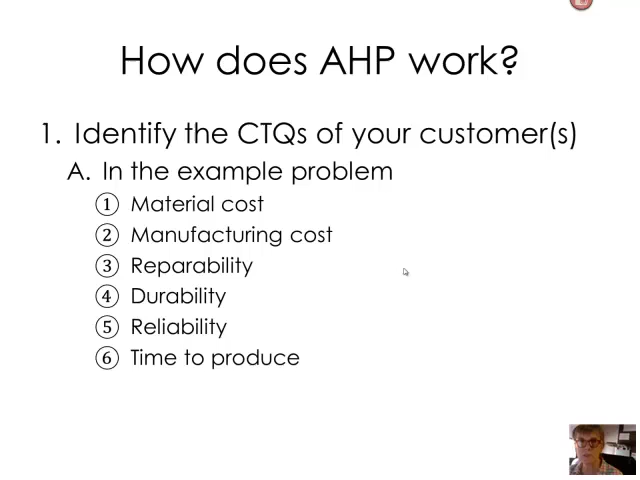 How does AHP work?
1. Identify the CTQs of your customer(s)
A. In the example problem
① Material cost
② Manufacturing cost
③ Reparability
④ Durability
⑤ Reliability
⑥ Time to produce